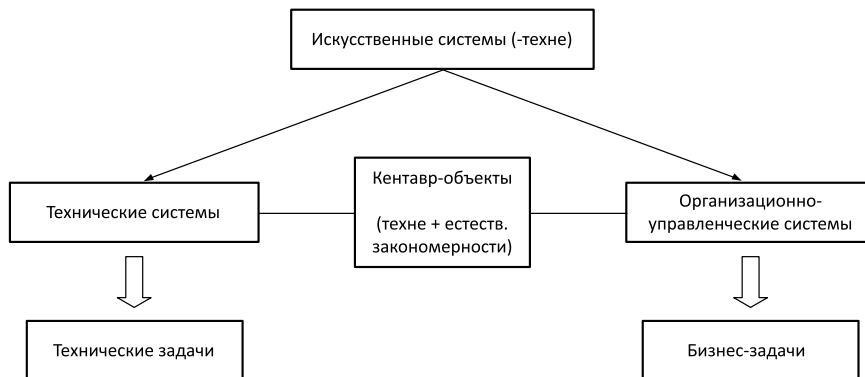 Искусственные системы (-техне)
Кентавр-объекты
(техне + естеств.
закономерности)
Технические системы
Организационно-
управленческие системы
Технические задачи
Бизнес-задачи